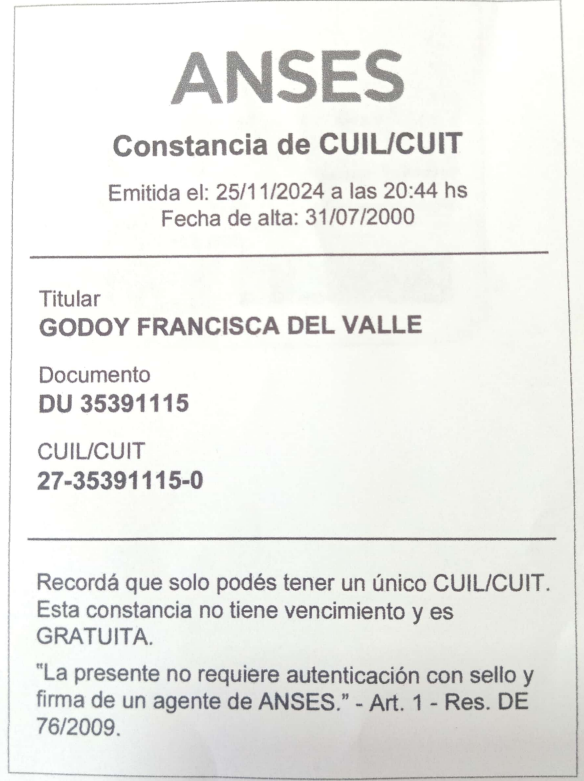 ANSES
Constancia de CUIL/CUIT
Emitida el: 25/11/2024 a las 20:44 hs
Fecha de alta: 31/07/2000
Titular
GODOY FRANCISCA DEL VALLE
Documento
DU 35391115
CUIL/CUIT
27-35391115-0
Recordá que solo podés tener un único CUIL/CUIT.
Esta constancia no tiene vencimiento y es
GRATUITA.
"La presente no requiere autenticación con sello y
firma de un agente de ANSES.” - Art. 1 - Res. DE
76/2009.